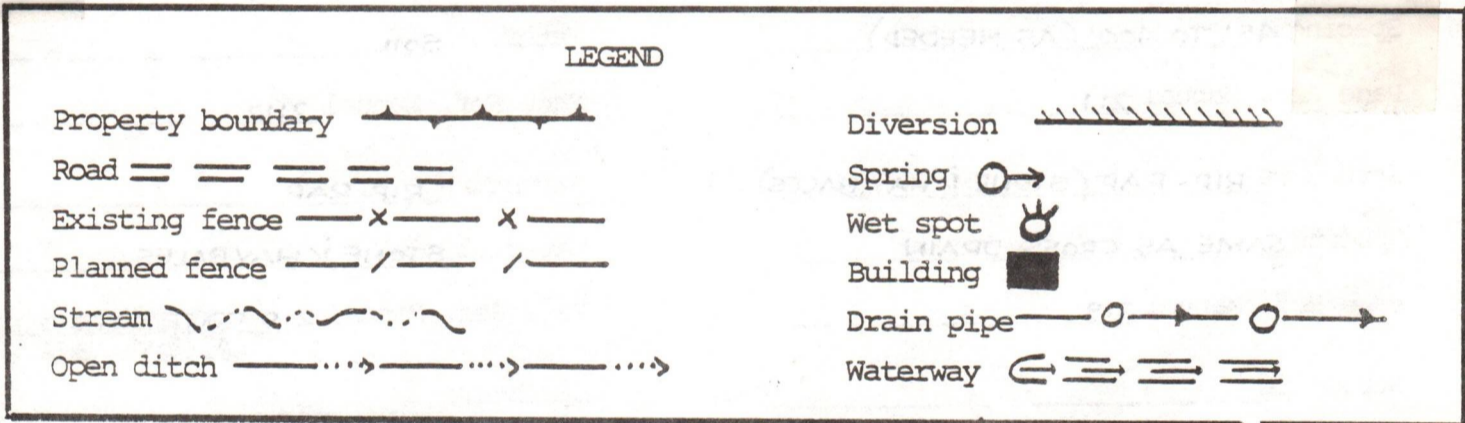 LEGEND
Property boundary
Road
Existing fence
Planned fence
Stream
Open ditch
Diversion
Spring
Wet spot
Building
Drain pipe
Waterway